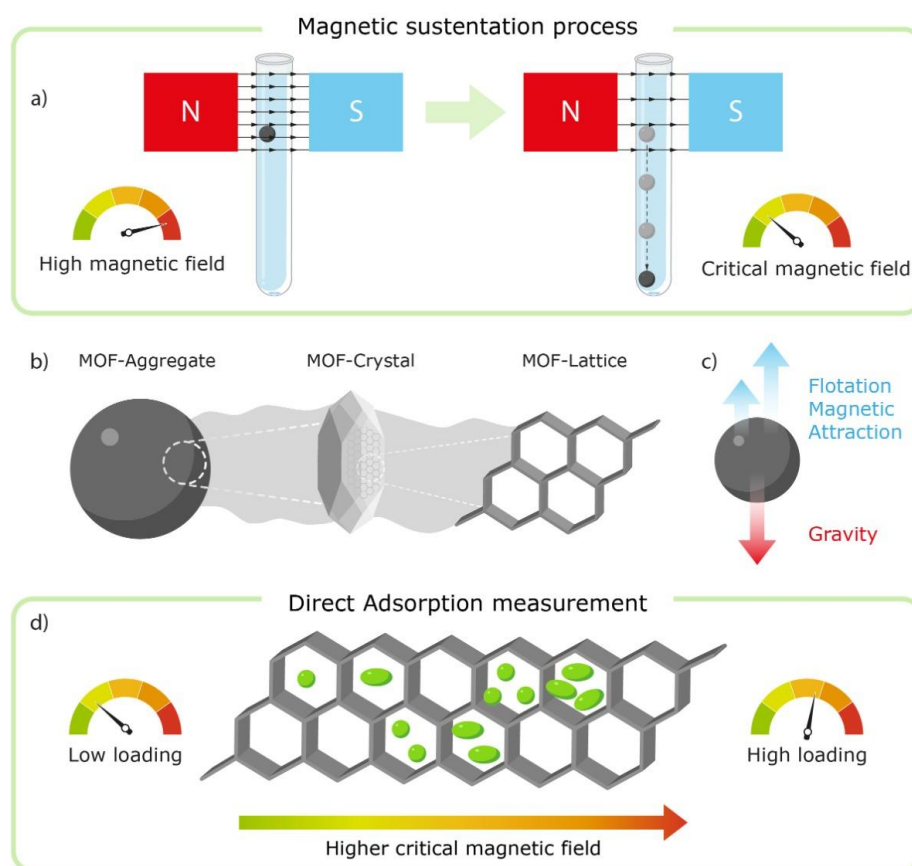 Magnetic sustentation process
a)
N
S
N
S
High magnetic field
Critical magnetic field
b)
MOF-Aggregate
MOF-Crystal
MOF-Lattice
c)
Flotation
Magnetic
Attraction
Gravity
Direct Adsorption measurement
d)
Low loading
High loading
Higher critical magnetic field